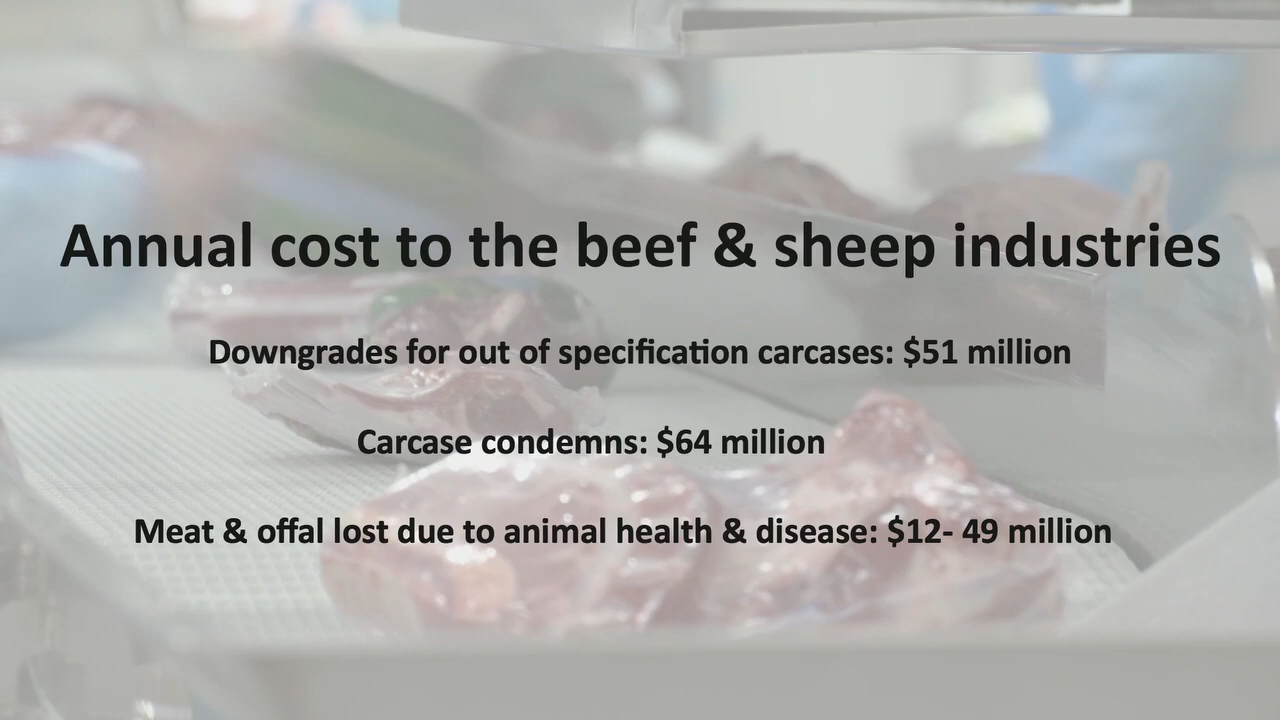 Annual cost to the beef & sheep industries
Downgrades for out of specification carcases: $51 million
Carcase condemns: $64 million
Meat & offal lost due to animal health & disease: $12- 49 million